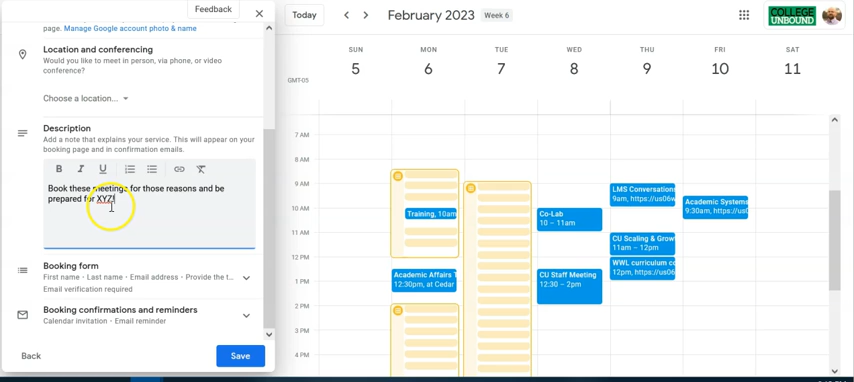 Feedback
page. Manage Google account photo & name
Location and conferencing
Would you like to meet in person, via phone, or video
conference?
Choose a location...
Description
Add a note that explains your service. This will appear on your
booking page and in confirmation emails.
B I U
Book these meetings for those reasons and be
prepared for XYZ!
Booking form
First name · Last name · Email address · Provide the t...
Email verification required
Booking confirmations and reminders
Calendar invitation · Email reminder
Back
Save
Today
February 2023
Week 6
COLLEGE
UNBOUND
SUN MON TUE WED THU FRI SAT
5 6 7 8 9 10 11
GMT-05
7 AM
8 AM
9 AM
10 AM
11 AM
12 PM
1 PM
2 PM
3 PM
4 PM
Training, 10am
Academic Affairs T
12:30pm, at Cedar
Co-Lab
10 – 11am
CU Staff Meeting
12:30 – 2pm
LMS Conversation
9am, https://us06w
CU Scaling & Grow
11am – 12pm
WWL curriculum co
12pm, https://us06
Academic Systems
9:30am, https://us0